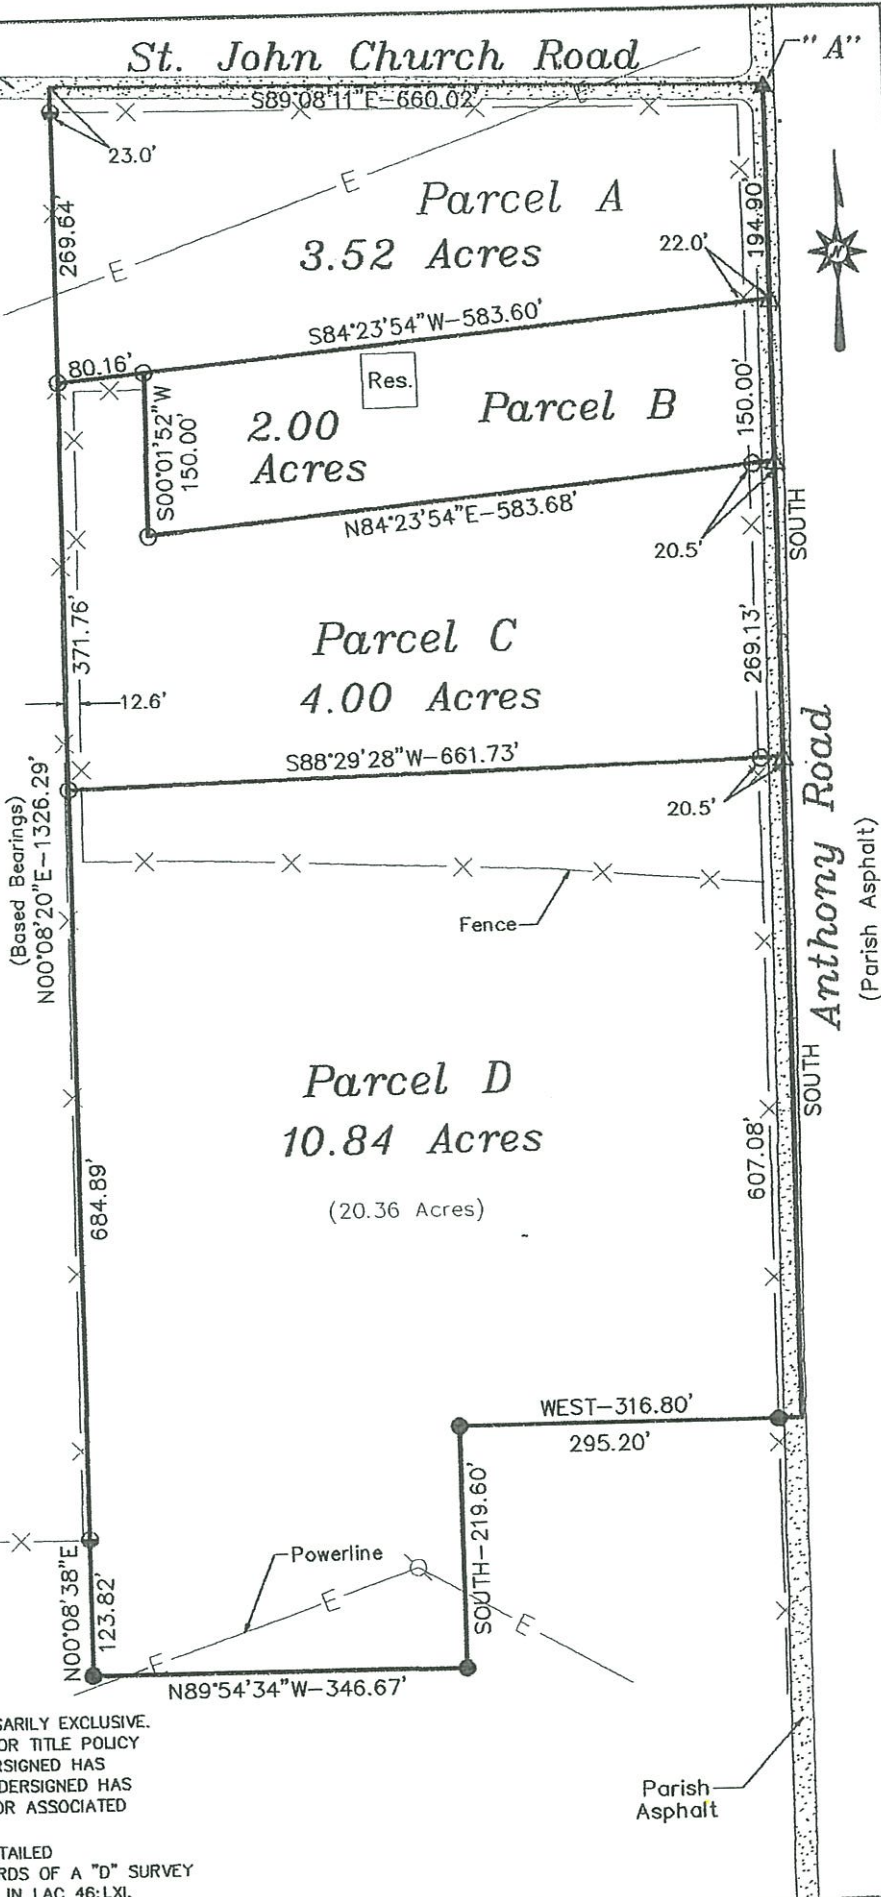 St. John Church Road
"A"
S89°08'11"E-660.02'
E
23.0'
269.64'
E
Parcel A
3.52 Acres
194.90'
22.0'
N
E
S84°23'54"W-583.60'
80.16'
Res.
S00°01'52"W
150.00'
2.00
Acres
Parcel B
150.00'
N84°23'54"E-583.68'
20.5'
SOUTH
371.76'
Parcel C
4.00 Acres
269.13'
12.6'
S88°29'28"W-661.73'
20.5'
(Based Bearings)
N00°08'20"E-1326.29'
Anthony Road
(Parish Asphalt)
Fence
SOUTH
Parcel D
10.84 Acres
(20.36 Acres)
684.89'
607.08'
WEST-316.80'
295.20'
SOUTH-219.60'
Powerline
N00°08'38"E
123.82'
E
E
E
N89°54'34"W-346.67'
SARILY EXCLUSIVE.
OR TITLE POLICY
RSIGNED HAS
DERSIGNED HAS
OR ASSOCIATED
Parish
Asphalt
TAILED
RDS OF A "D" SURVEY
IN LAC 46:LXI.